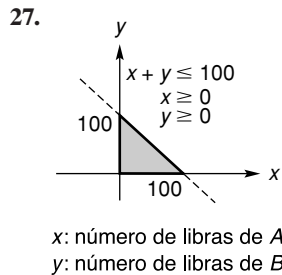 27.
y
x + y ≤ 100
x ≥ 0
y ≥ 0
100
x
100
x: número de libras de A
y: número de libras de B